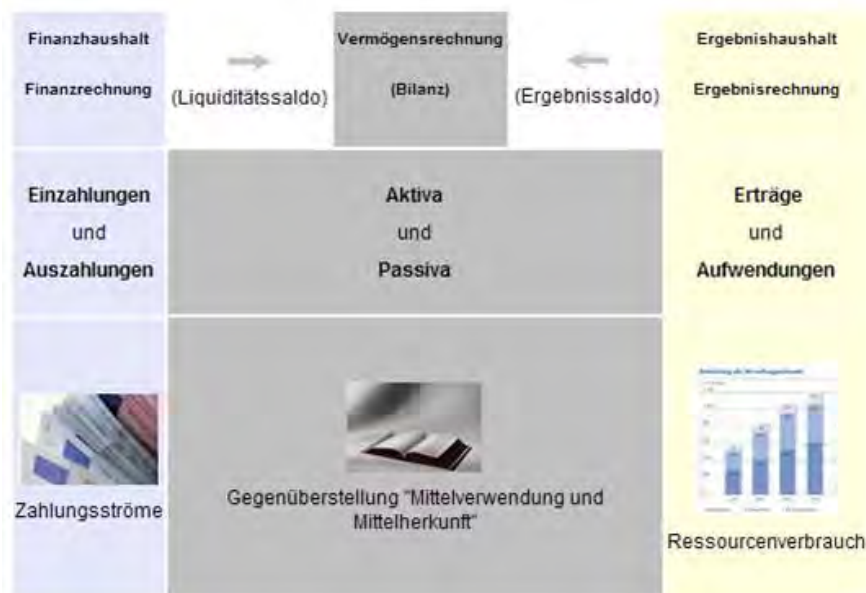 Finanzhaushalt
Finanzrechnung
(Liquiditätssaldo)
Vermögensrechnung
(Bilanz)
(Ergebnissaldo)
Ergebnishaushalt
Ergebnisrechnung
Einzahlungen
und
Auszahlungen
Aktiva
und
Passiva
Erträge
und
Aufwendungen
Zahlungsströme
Gegenüberstellung "Mittelverwendung und
Mittelherkunft"
Ressourcenverbrauch